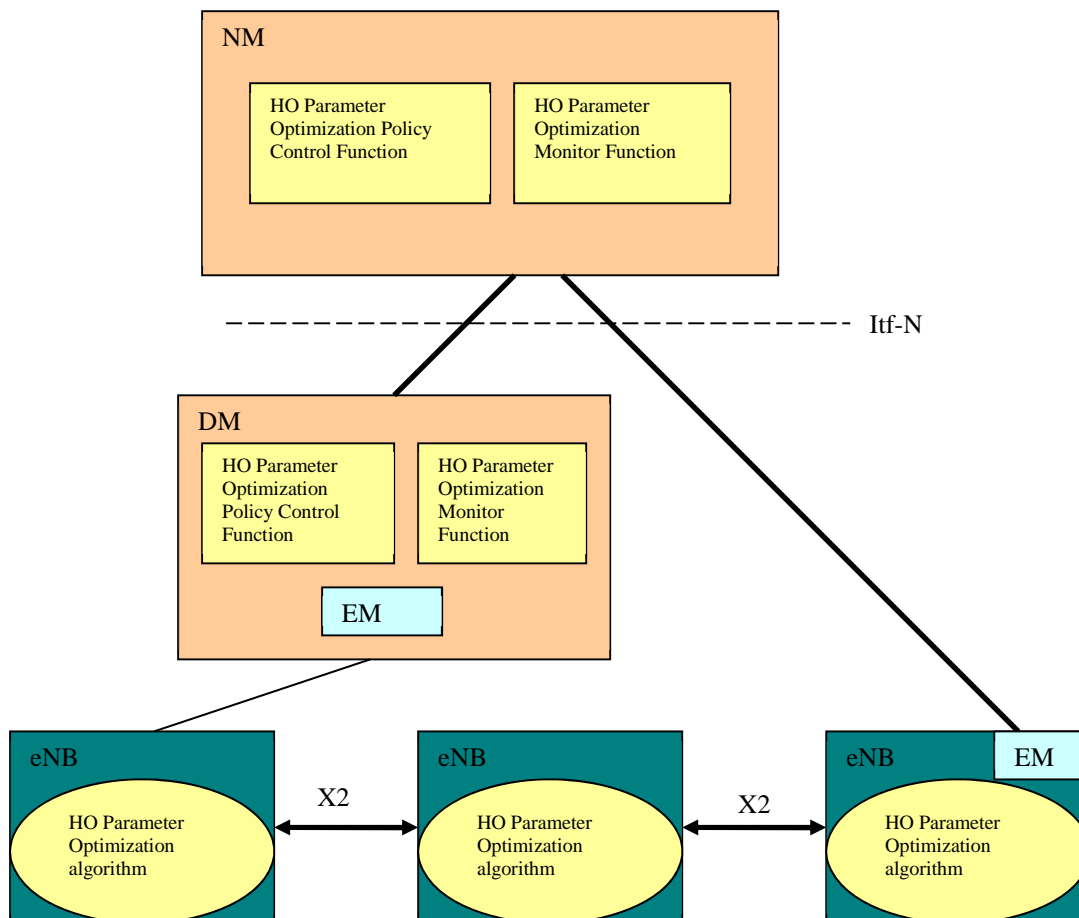 NM
HO Parameter
Optimization Policy
Control Function
HO Parameter
Optimization
Monitor Function
Itf-N
DM
HO Parameter
Optimization
Policy Control
Function
HO Parameter
Optimization
Monitor
Function
EM
eNB
HO Parameter
Optimization
algorithm
X2
eNB
HO Parameter
Optimization
algorithm
X2
eNB
EM
HO Parameter
Optimization
algorithm